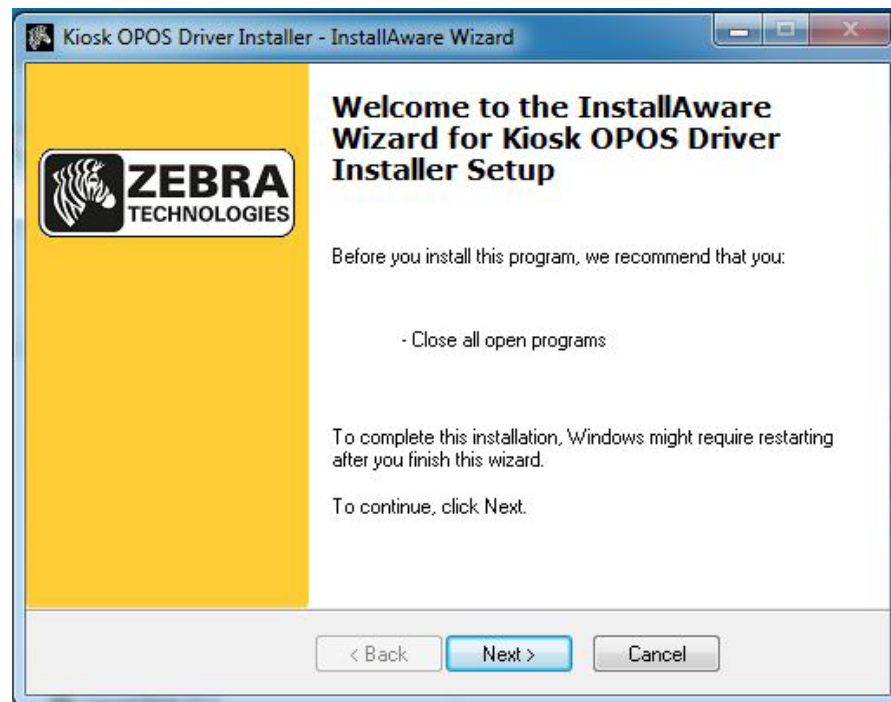 Kiosk OPOS Driver Installer - InstallAware Wizard
ZEBRA
TECHNOLOGIES
Welcome to the InstallAware
Wizard for Kiosk OPOS Driver
Installer Setup
Before you install this program, we recommend that you:
- Close all open programs
To complete this installation, Windows might require restarting
after you finish this wizard.
To continue, click Next.
< Back
Next >
Cancel